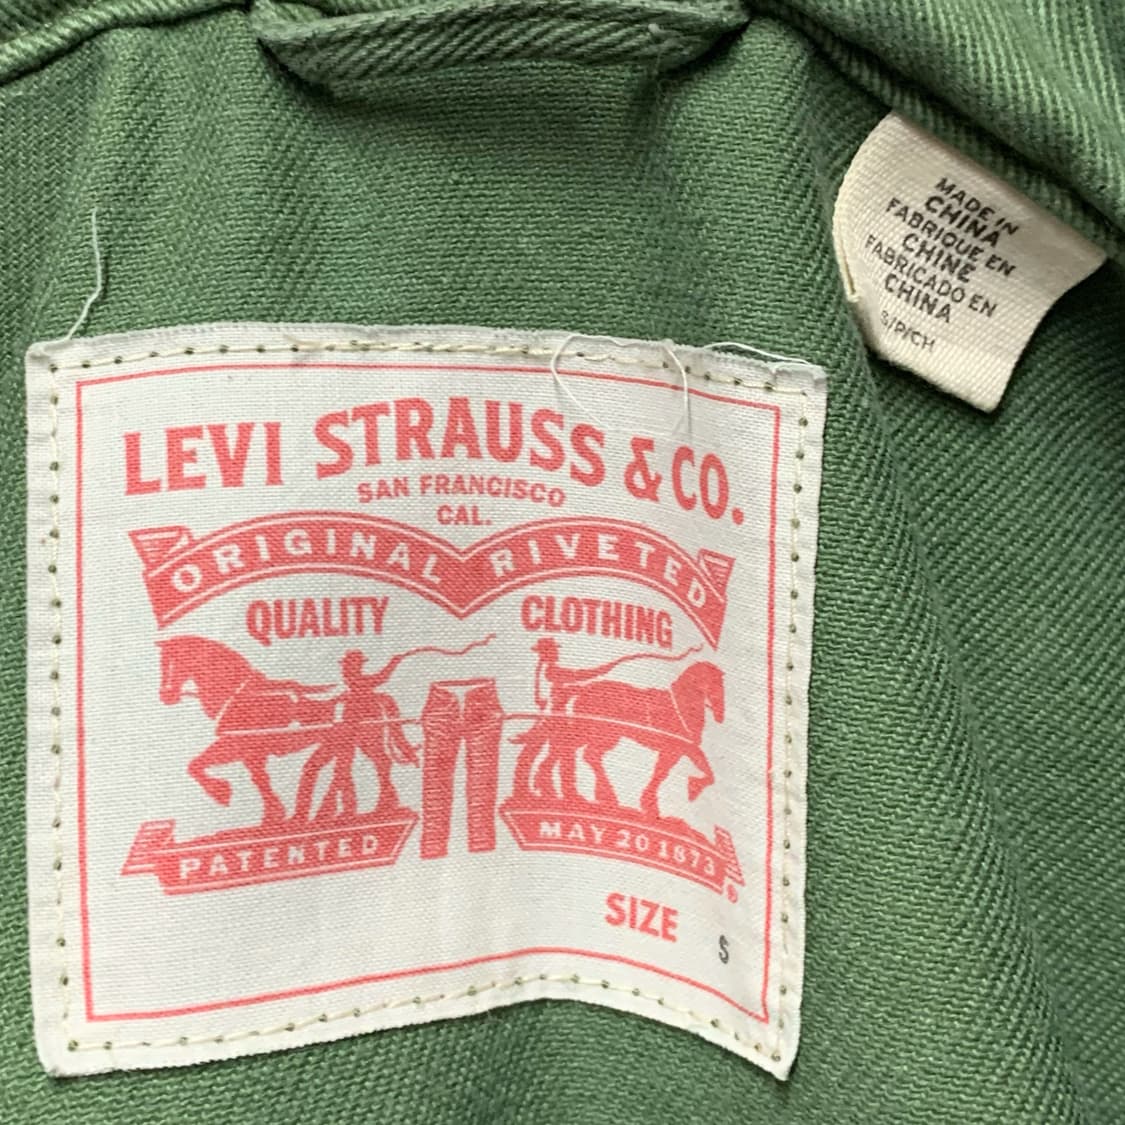 LEVI STRAUSS & CO.
SAN FRANCISCO
CAL.
ORIGINAL RIVETED
QUALITY CLOTHING
PATENTED MAY 20 1873
®
SIZE S
MADE IN
CHINA
FABRIQUE EN
CHINE
FABRICADO EN
CHINA
S/P/CH